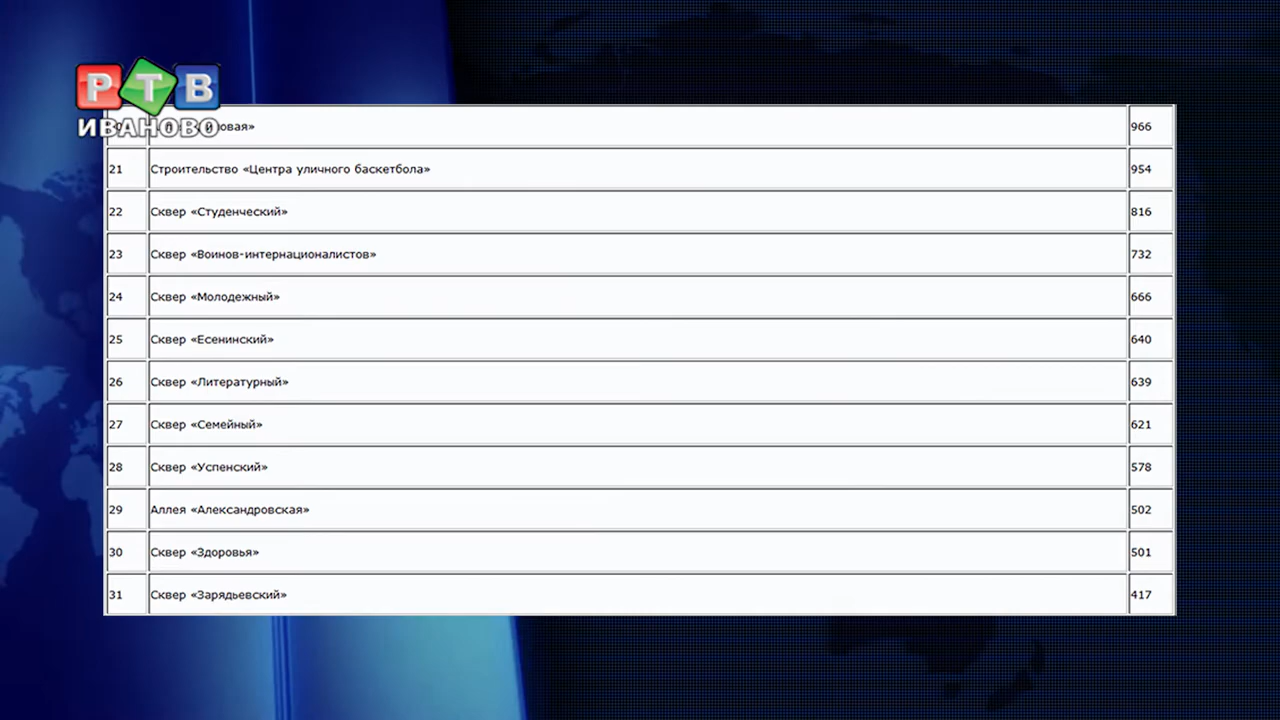 РТВ
ИВАНОВО
966
21 Строительство «Центра уличного баскетбола» 954
22 Сквер «Студенческий» 816
23 Сквер «Воинов-интернационалистов» 732
24 Сквер «Молодежный» 666
25 Сквер «Есенинский» 640
26 Сквер «Литературный» 639
27 Сквер «Семейный» 621
28 Сквер «Успенский» 578
29 Аллея «Александровская» 502
30 Сквер «Здоровья» 501
31 Сквер «Зарядьевский» 417